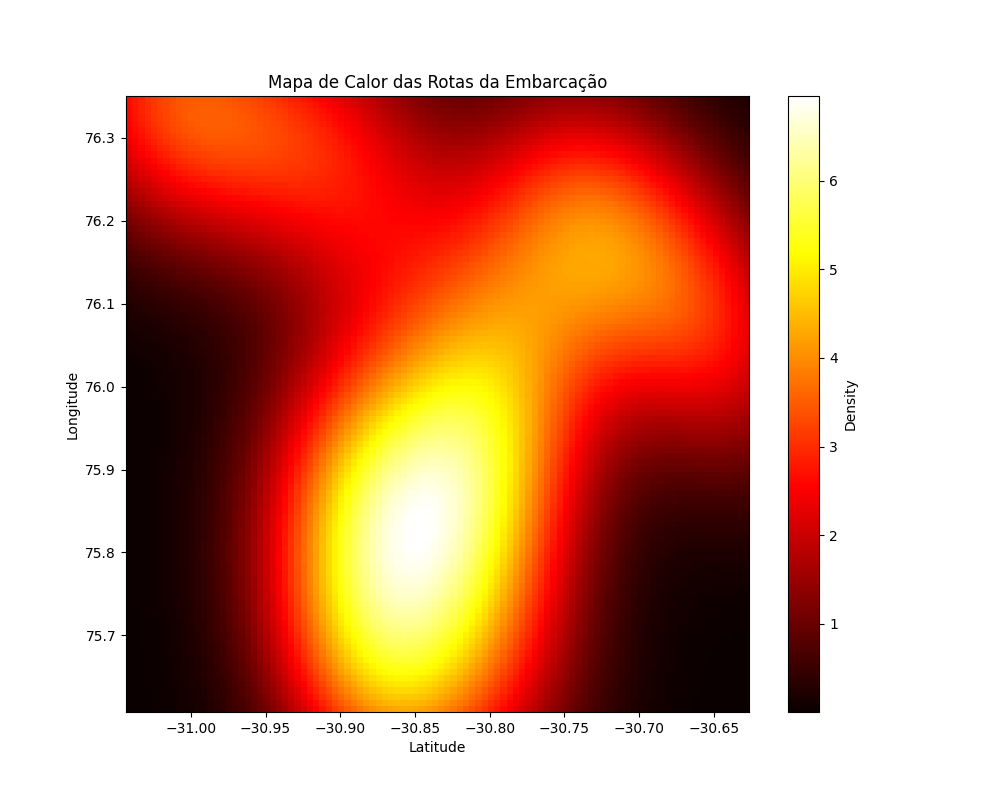 Mapa de Calor das Rotas da Embarcação
76.3
76.2
76.1
76.0
75.9
75.8
75.7
Longitude
−31.00 −30.95 −30.90 −30.85 −30.80 −30.75 −30.70 −30.65
Latitude
6
5
4
3
2
1
Density